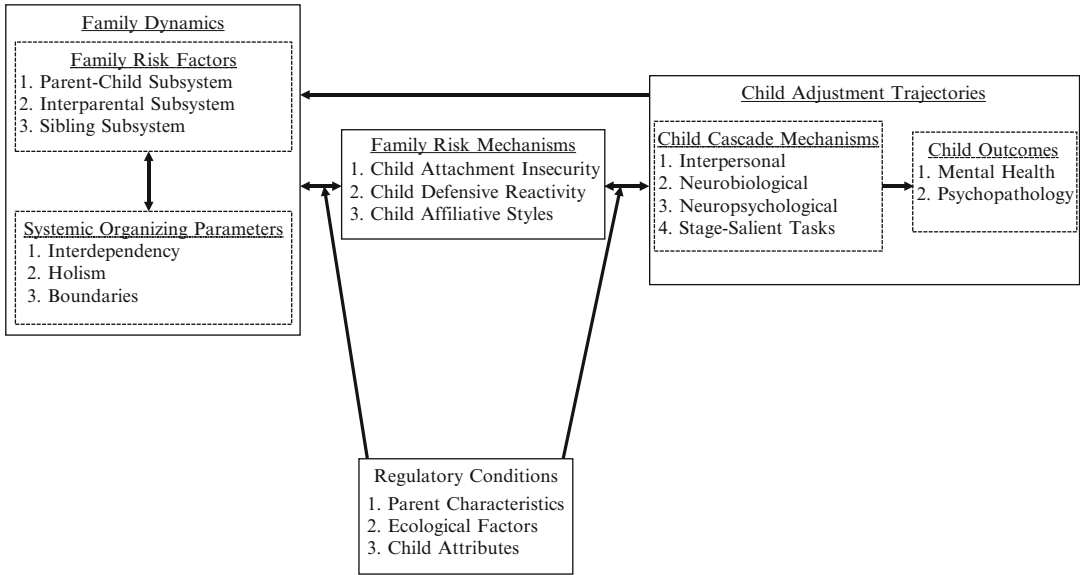 Family Dynamics
Family Risk Factors
1. Parent-Child Subsystem
2. Interparental Subsystem
3. Sibling Subsystem
Systemic Organizing Parameters
1. Interdependency
2. Holism
3. Boundaries
Family Risk Mechanisms
1. Child Attachment Insecurity
2. Child Defensive Reactivity
3. Child Affiliative Styles
Child Adjustment Trajectories
Child Cascade Mechanisms
1. Interpersonal
2. Neurobiological
3. Neuropsychological
4. Stage-Salient Tasks
Child Outcomes
1. Mental Health
2. Psychopathology
Regulatory Conditions
1. Parent Characteristics
2. Ecological Factors
3. Child Attributes